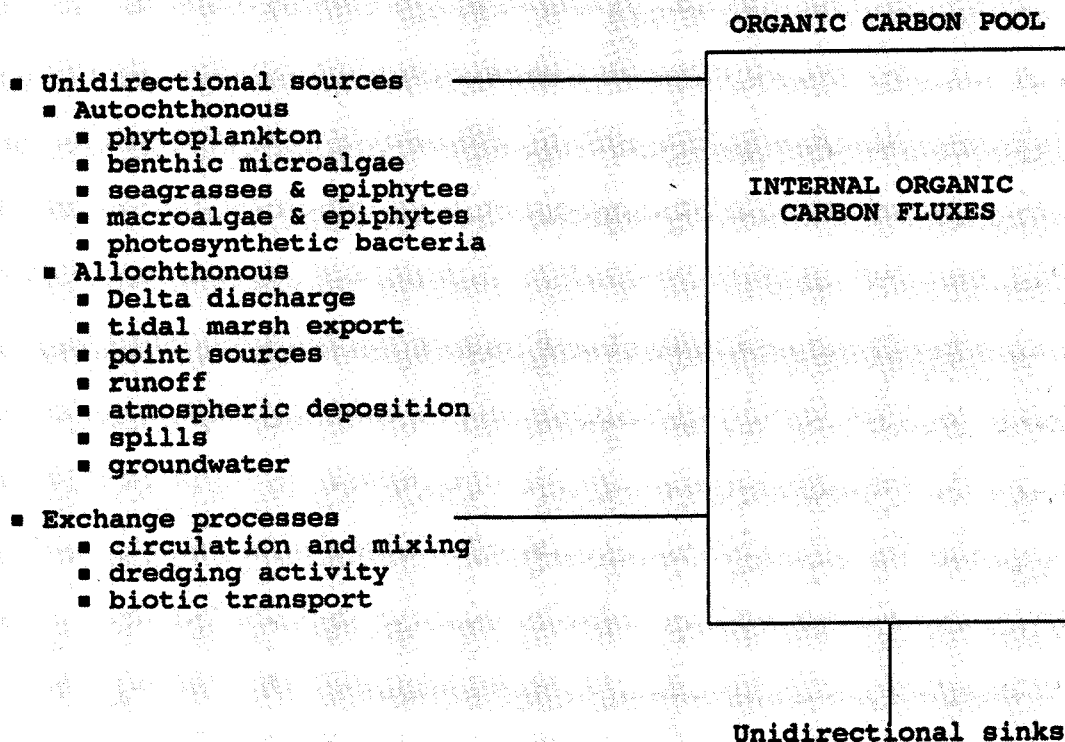 ORGANIC CARBON POOL
■ Unidirectional sources
■ Autochthonous
■ phytoplankton
■ benthic microalgae
■ seagrasses & epiphytes
■ macroalgae & epiphytes
■ photosynthetic bacteria
■ Allochthonous
■ Delta discharge
■ tidal marsh export
■ point sources
■ runoff
■ atmospheric deposition
■ spills
■ groundwater
■ Exchange processes
■ circulation and mixing
■ dredging activity
■ biotic transport
INTERNAL ORGANIC
CARBON FLUXES
Unidirectional sinks